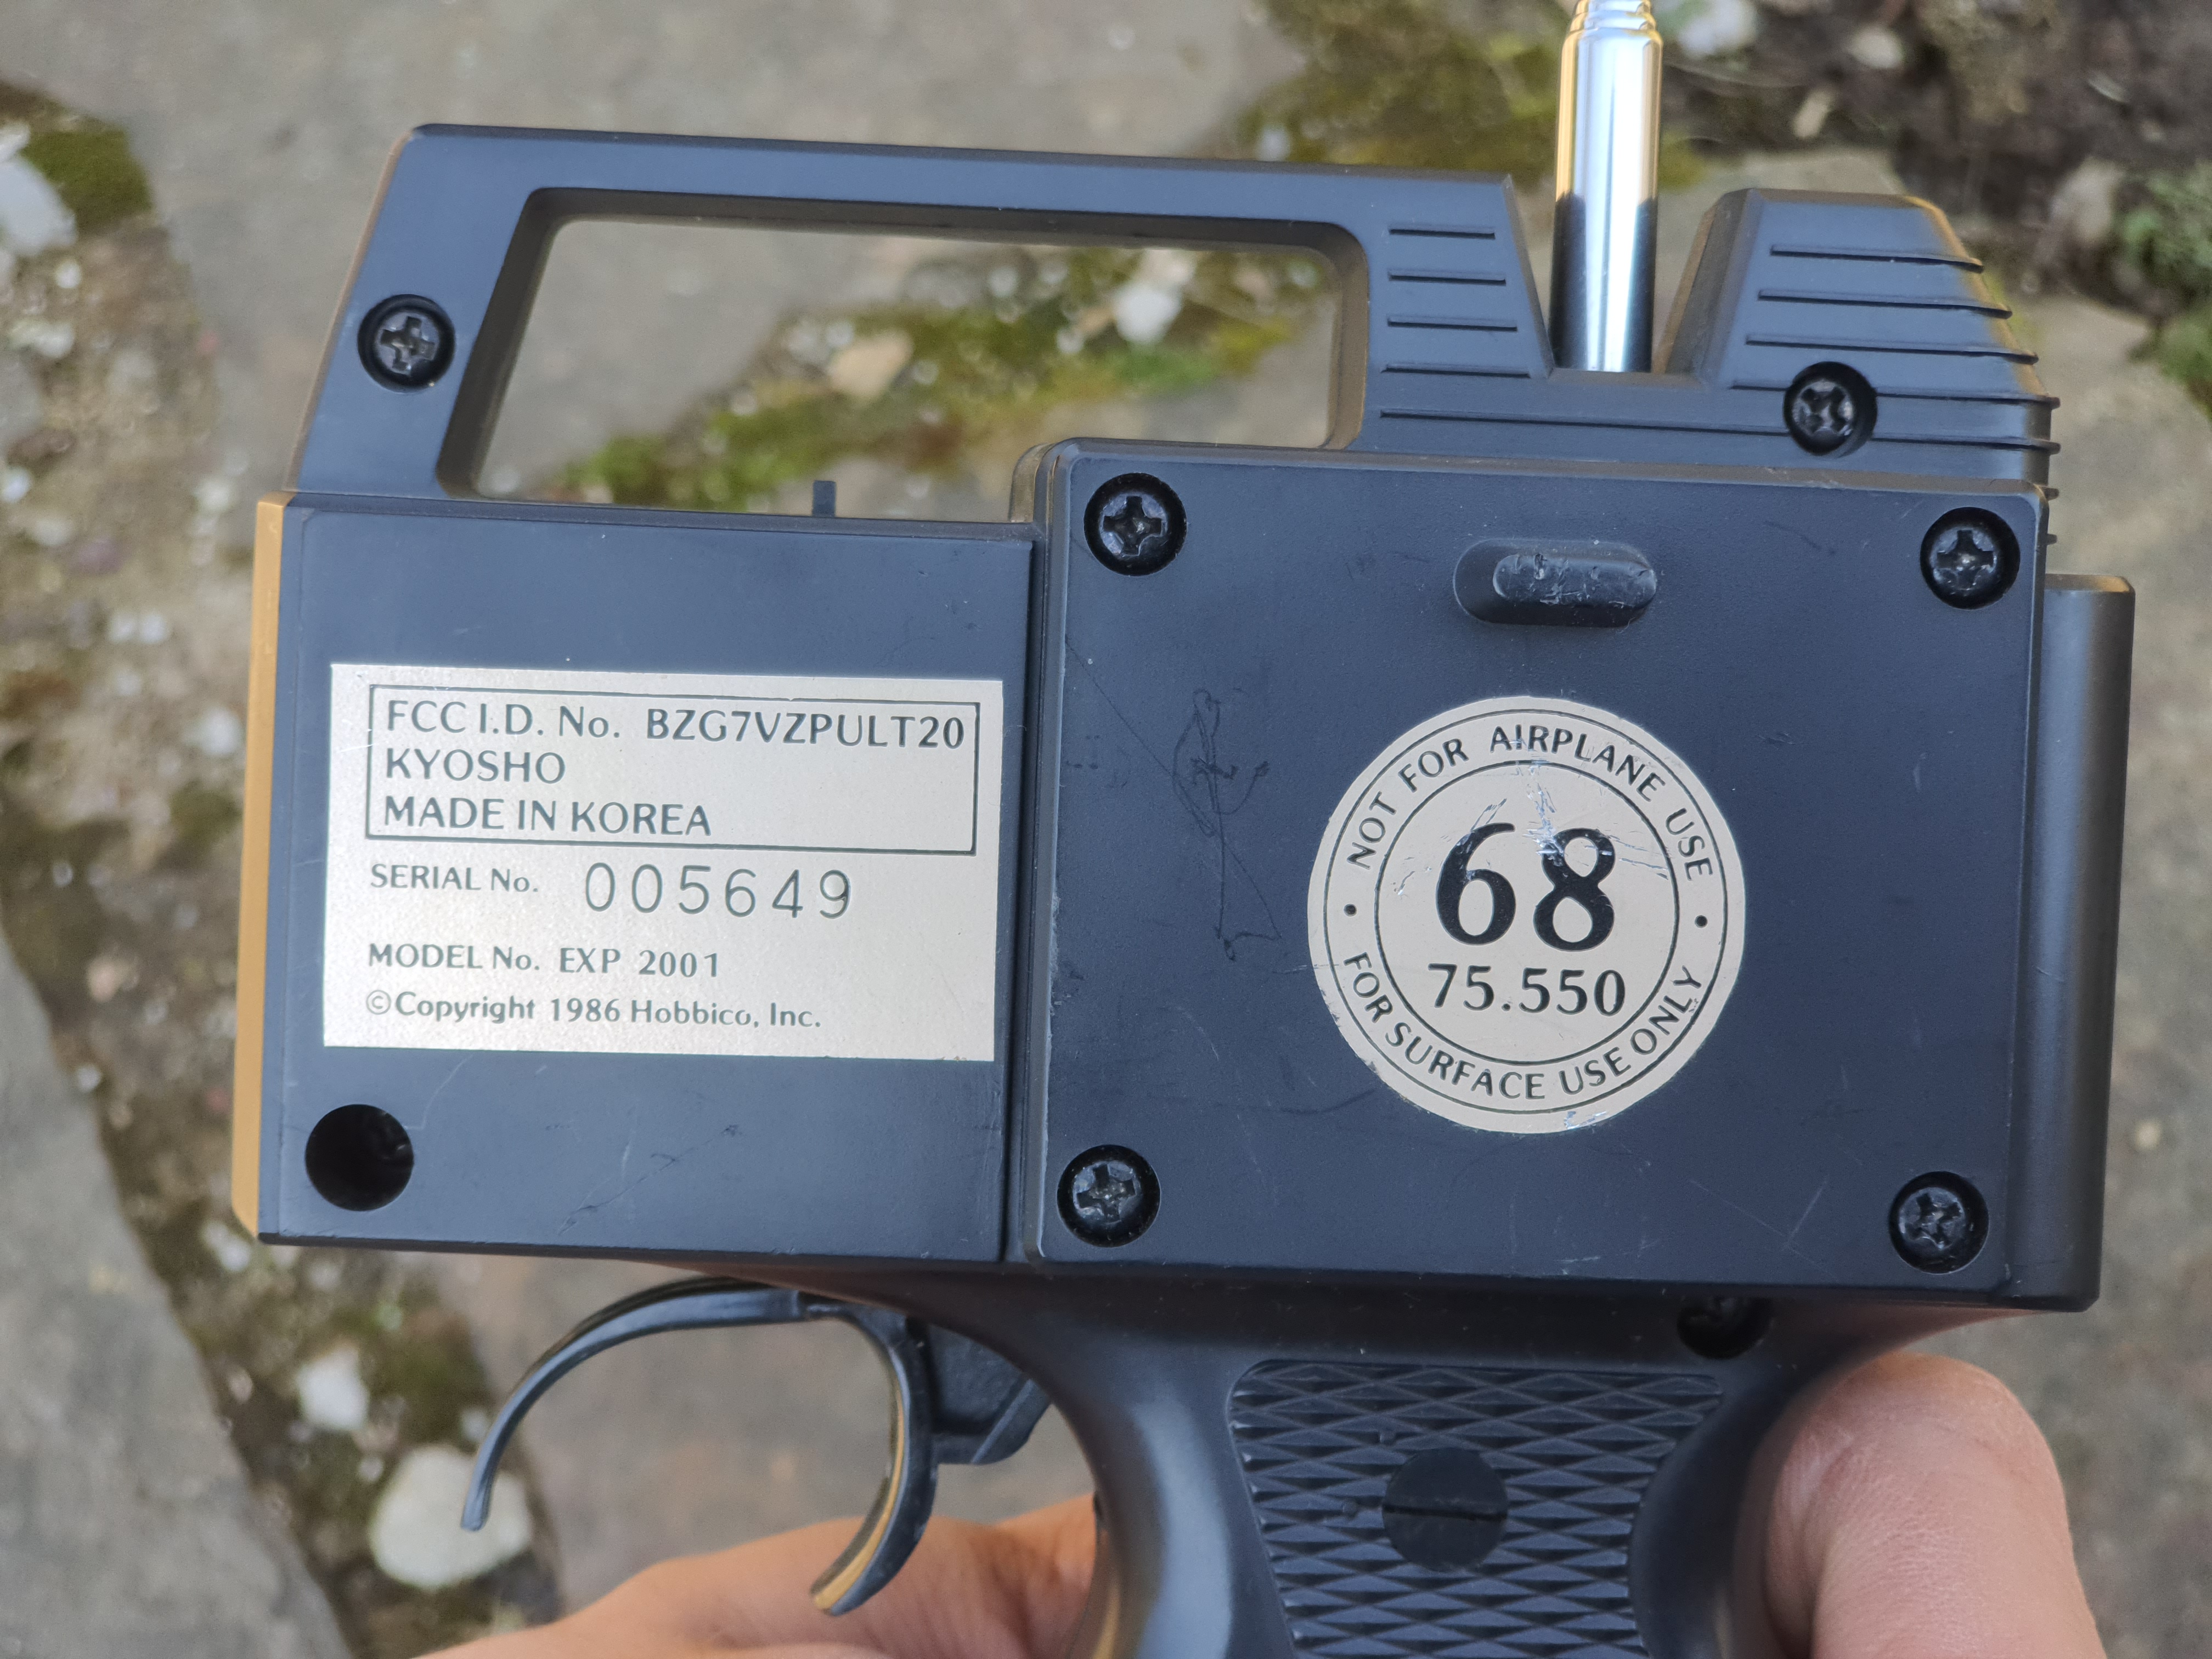 FCC I.D. No. BZG7VZPULT20
KYOSHO
MADE IN KOREA
SERIAL No. 005649
MODEL No. EXP 2001
©Copyright 1986 Hobbico, Inc.
• NOT FOR AIRPLANE USE •
68
75.550
FOR SURFACE USE ONLY